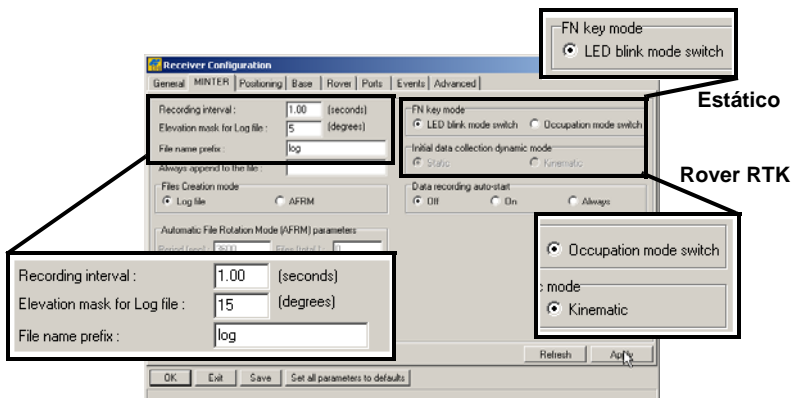 FN key mode
LED blink mode switch
Receiver Configuration
General MINTER Positioning Base Rover Ports Events Advanced
Estático
Recording interval : 1.00 (seconds)
Elevation mask for Log file : 5 (degrees)
File name prefix : log
Always append to the file :
FN key mode
LED blink mode switch Occupation mode switch
Initial data collection dynamic mode
Static Kinematic
Rover RTK
Files Creation mode
Log file AFRM
Data recording auto-start
Off On Always
Automatic File Rotation Mode (AFRM) parameters
3600
0
Recording interval : 1.00 (seconds)
Elevation mask for Log file : 15 (degrees)
File name prefix : log
Occupation mode switch
c mode
Kinematic
Refresh Apply
OK Exit Save Set all parameters to defaults